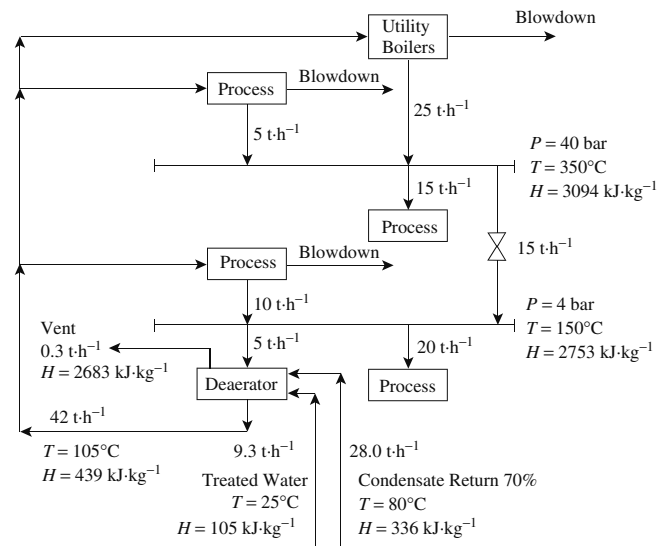 Blowdown
Utility
Boilers
Blowdown
Process
25 t·h⁻¹
5 t·h⁻¹
P = 40 bar
T = 350°C
H = 3094 kJ·kg⁻¹
15 t·h⁻¹
Process
15 t·h⁻¹
Blowdown
Process
10 t·h⁻¹
P = 4 bar
T = 150°C
H = 2753 kJ·kg⁻¹
Vent
0.3 t·h⁻¹
H = 2683 kJ·kg⁻¹
5 t·h⁻¹
20 t·h⁻¹
Deaerator
Process
42 t·h⁻¹
T = 105°C
H = 439 kJ·kg⁻¹
9.3 t·h⁻¹
Treated Water
T = 25°C
H = 105 kJ·kg⁻¹
28.0 t·h⁻¹
Condensate Return 70%
T = 80°C
H = 336 kJ·kg⁻¹